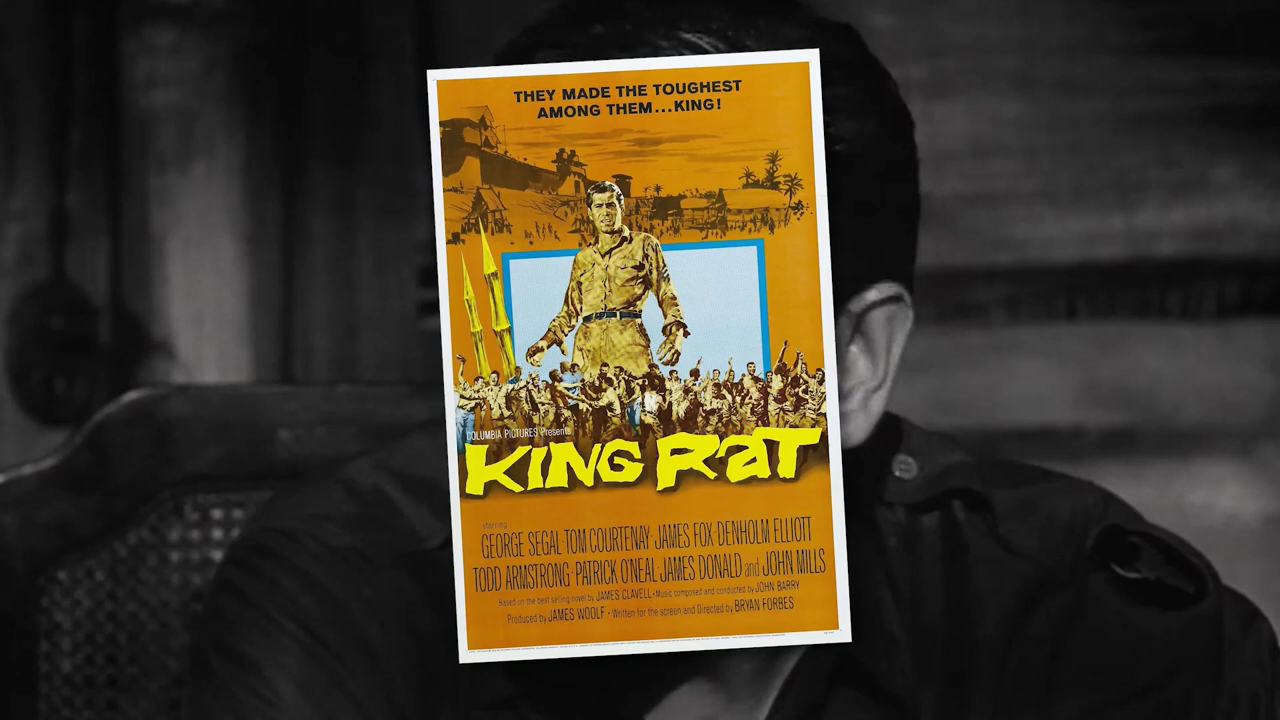 THEY MADE THE TOUGHEST
AMONG THEM...KING!
COLUMBIA PICTURES Presents
KING RAT
starring
GEORGE SEGAL · TOM COURTENAY · JAMES FOX · DENHOLM ELLIOTT
TODD ARMSTRONG · PATRICK O'NEAL · JAMES DONALD and JOHN MILLS
Based on the best selling novel by JAMES CLAVELL · Music composed and conducted by JOHN BARRY
Produced by JAMES WOOLF · Written for the screen and Directed by BRYAN FORBES